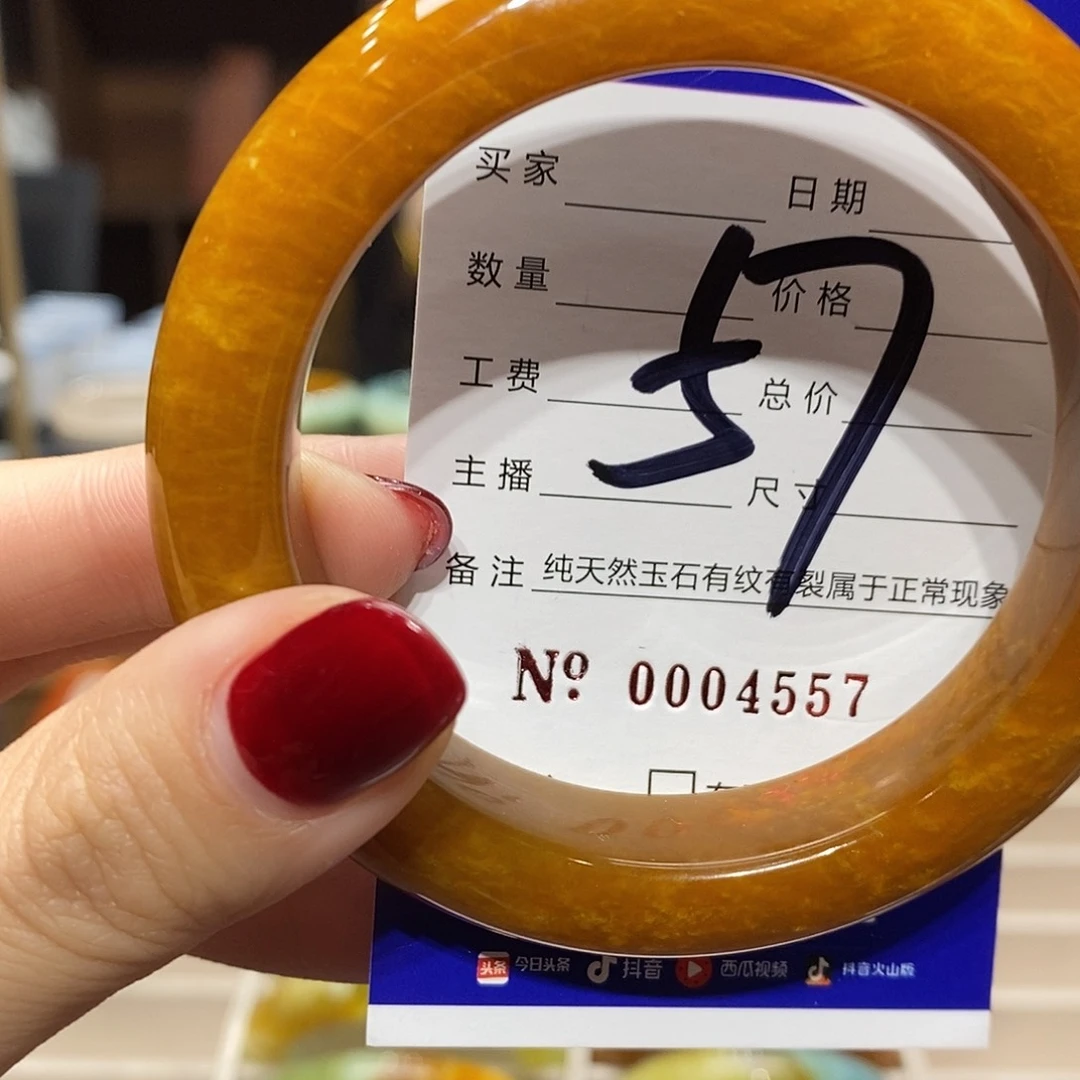 买家 日期
数量 价格
57
工费 总价
主播 尺寸
备注 纯天然玉石有纹有裂属于正常现象
Nº 0004557
头条 今日头条 抖音 西瓜视频 抖音火山版